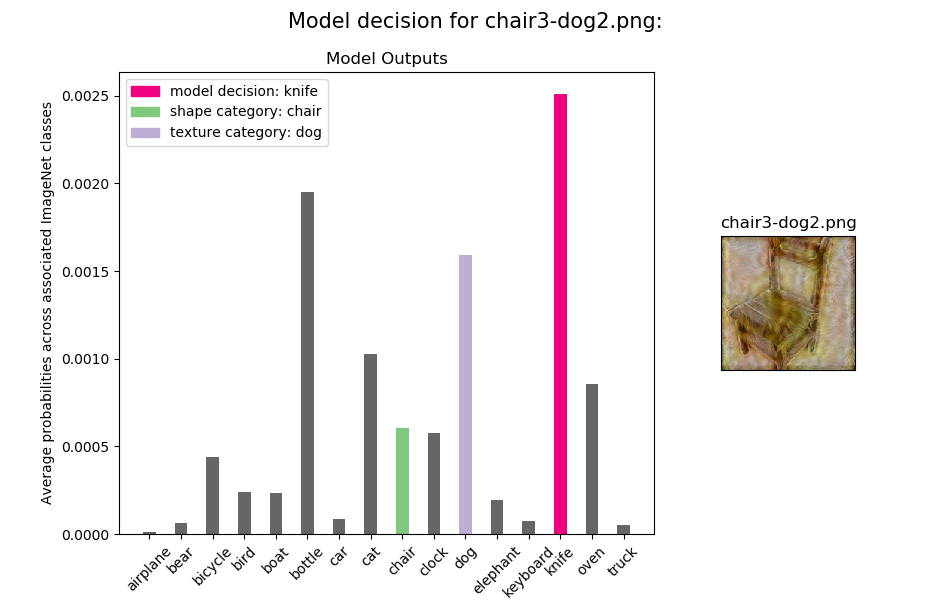 Model decision for chair3-dog2.png:
Model Outputs
model decision: knife
shape category: chair
texture category: dog
Average probabilities across associated ImageNet classes
0.0025
0.0020
0.0015
0.0010
0.0005
0.0000
airplane
bear
bicycle
bird
boat
bottle
car
cat
chair
clock
dog
elephant
keyboard
knife
oven
truck
chair3-dog2.png